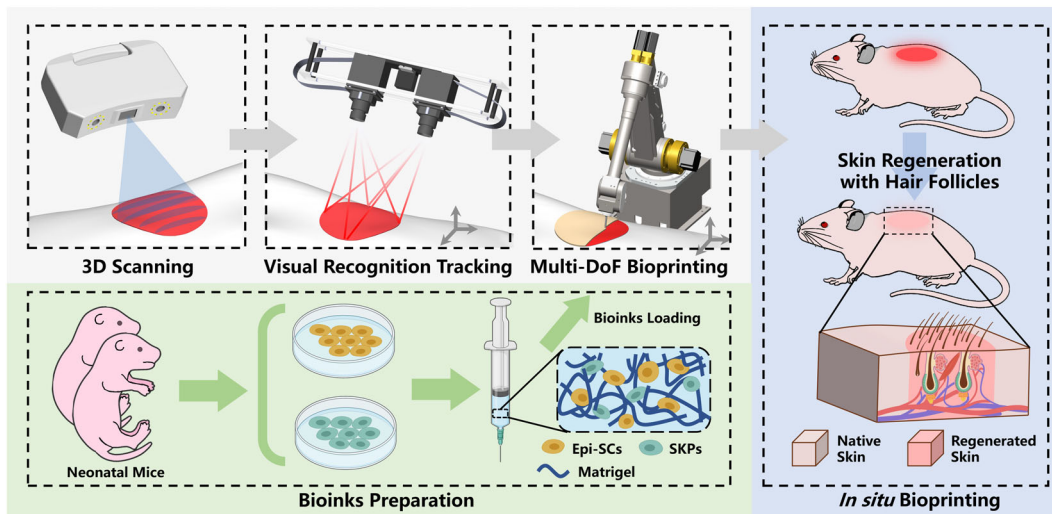 3D Scanning
Visual Recognition Tracking
Multi-DoF Bioprinting
Neonatal Mice
Bioinks Loading
Epi-SCs
SKPs
Matrigel
Bioinks Preparation
Skin Regeneration
with Hair Follicles
Native
Skin
Regenerated
Skin
In situ Bioprinting